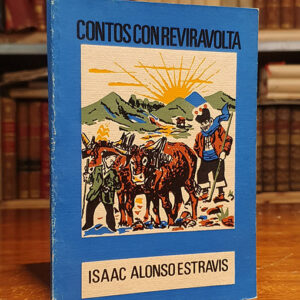 CONTOS CON REVIRAVOLTA
ISAAC ALONSO ESTRAVIS